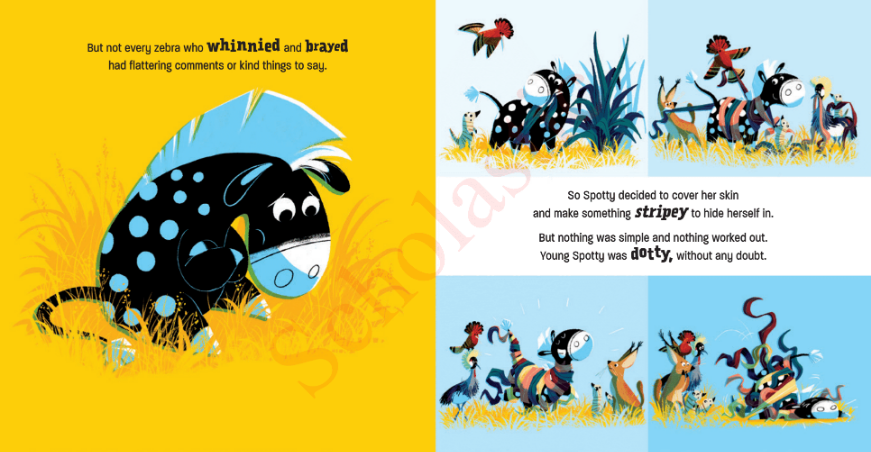 But not every zebra who whinnied and brayed
had flattering comments or kind things to say.
So Spotty decided to cover her skin
and make something stripey to hide herself in.
But nothing was simple and nothing worked out.
Young Spotty was dotty, without any doubt.
Scholas